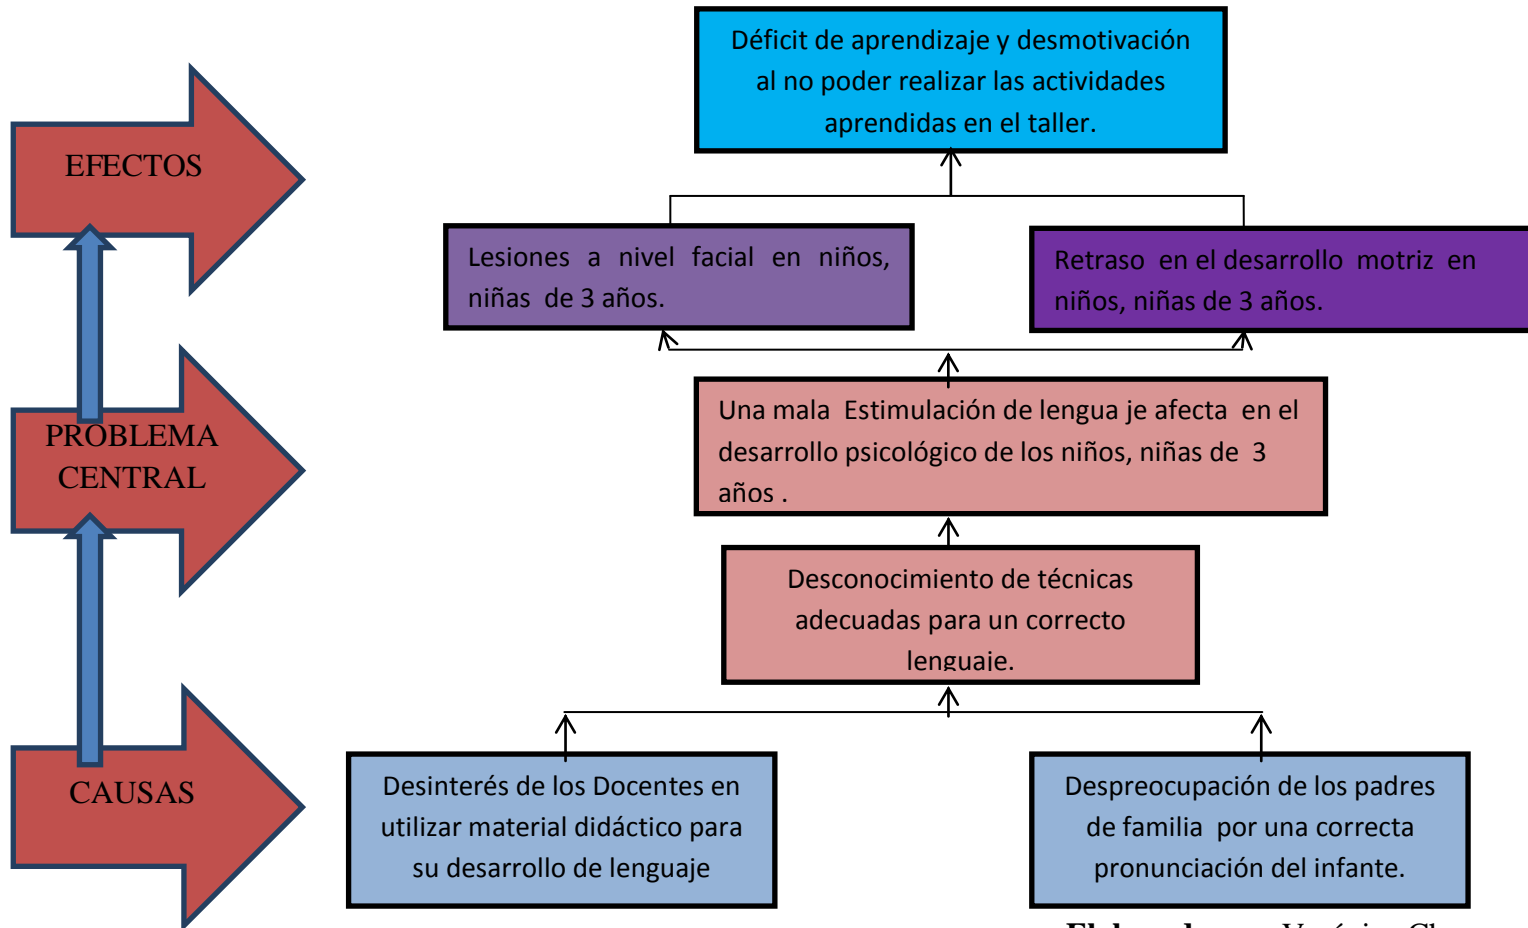 Déficit de aprendizaje y desmotivación
al no poder realizar las actividades
aprendidas en el taller.
EFECTOS
Lesiones a nivel facial en niños,
niñas de 3 años.
Retraso en el desarrollo motriz en
niños, niñas de 3 años.
PROBLEMA
CENTRAL
Una mala Estimulación de lengua je afecta en el
desarrollo psicológico de los niños, niñas de 3
años .
Desconocimiento de técnicas
adecuadas para un correcto
lenguaje.
CAUSAS
Desinterés de los Docentes en
utilizar material didáctico para
su desarrollo de lenguaje
Despreocupación de los padres
de familia por una correcta
pronunciación del infante.